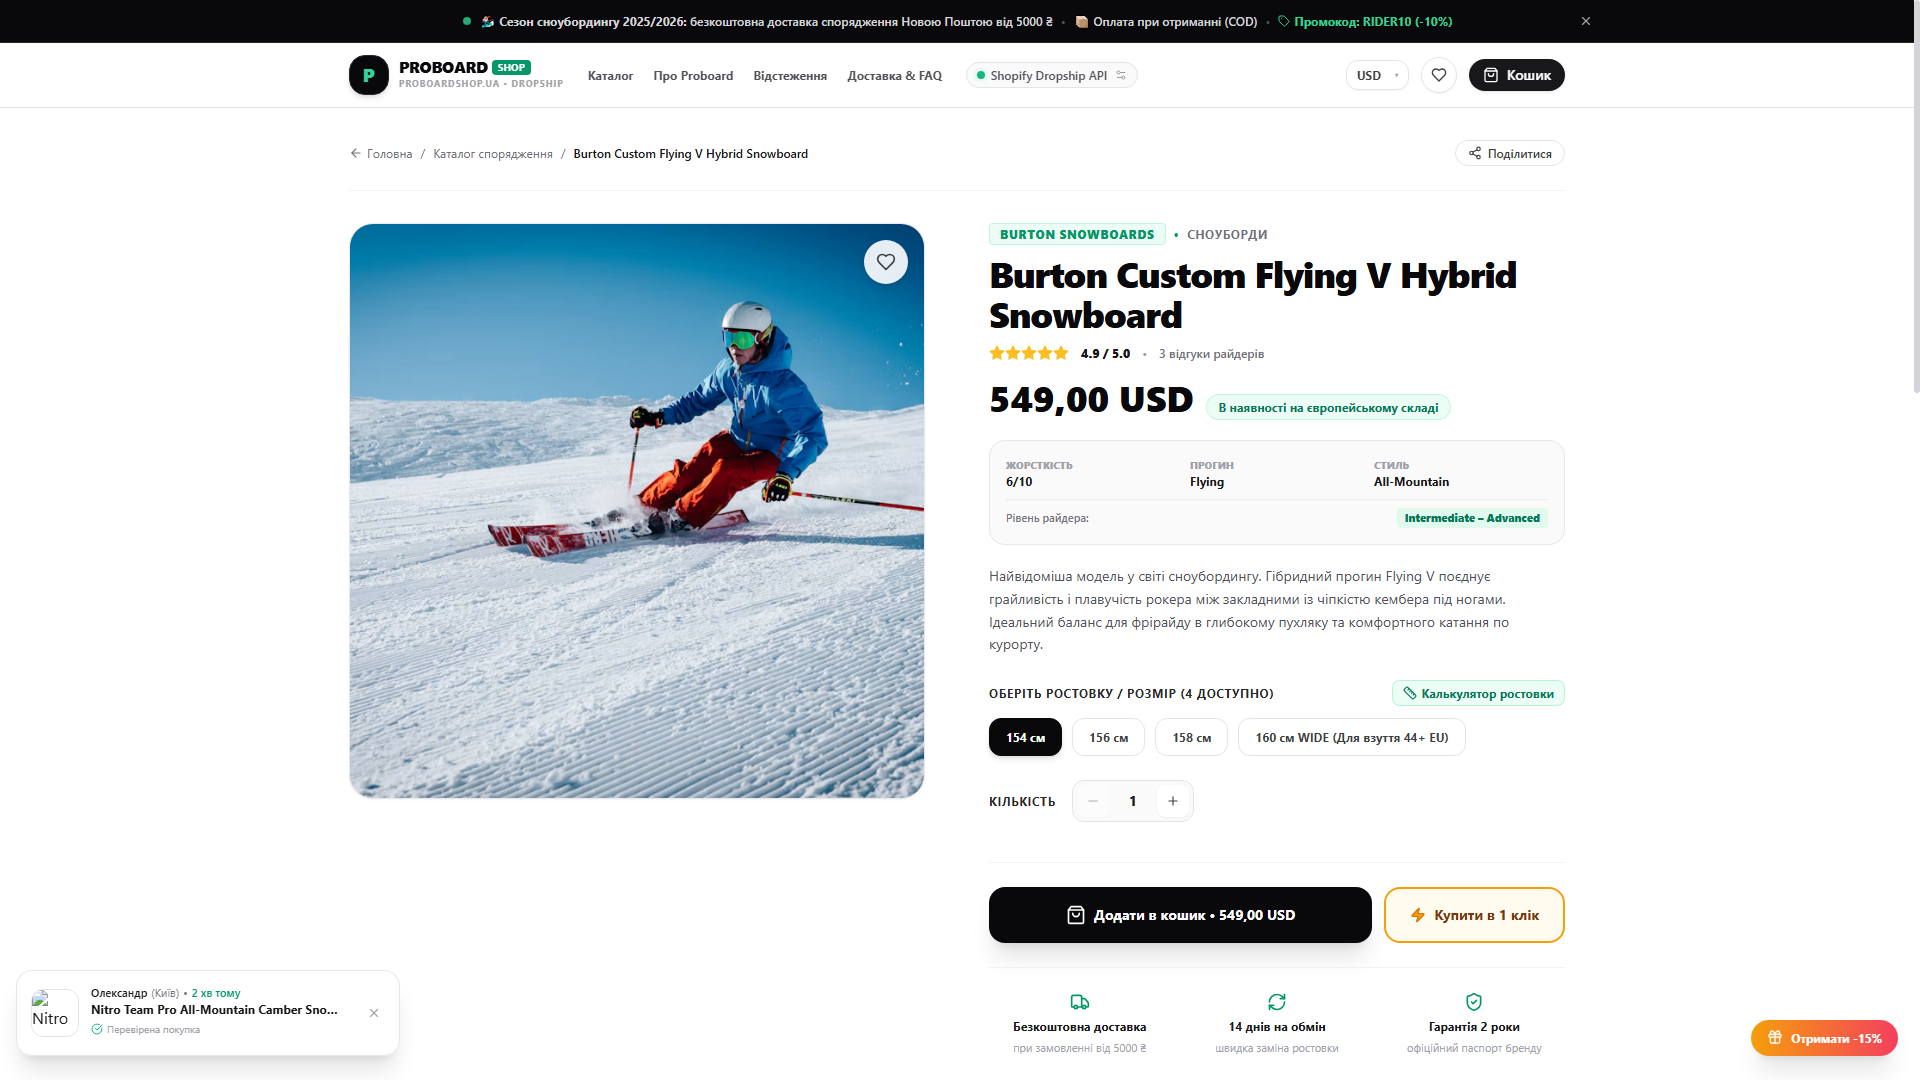 Сезон сноубордингу 2025/2026: безкоштовна доставка спорядження Новою Поштою від 5000 ₴ • Оплата при отриманні (COD) • Промокод: RIDER10 (-10%)
P PROBOARD SHOP
PROBOARDSHOP.UA • DROPSHIP
Каталог Про Proboard Відстеження Доставка & FAQ Shopify Dropship API USD Кошик
Головна / Каталог спорядження / Burton Custom Flying V Hybrid Snowboard
Поділитися
BURTON SNOWBOARDS • СНОУБОРДИ
Burton Custom Flying V Hybrid
Snowboard
4.9 / 5.0 • 3 відгуки райдерів
549,00 USD В наявності на європейському складі
ЖОРСТКІСТЬ ПРОГИН СТИЛЬ
6/10 Flying All-Mountain
Рівень райдера: Intermediate – Advanced
Найвідоміша модель у світі сноубордингу. Гібридний прогин Flying V поєднує
грайливість і плавучість рокера між закладними із чіпкістю кембера під ногами.
Ідеальний баланс для фрірайду в глибокому пухляку та комфортного катання по
курорту.
ОБЕРІТЬ РОСТОВКУ / РОЗМІР (4 ДОСТУПНО) Калькулятор ростовки
154 см 156 см 158 см 160 см WIDE (Для взуття 44+ EU)
КІЛЬКІСТЬ 1
Додати в кошик • 549,00 USD Купити в 1 клік
Безкоштовна доставка 14 днів на обмін Гарантія 2 роки
при замовленні від 5000 ₴ швидка заміна ростовки офіційний паспорт бренду
Nitro
Олександр (Київ) • 2 хв тому
Nitro Team Pro All-Mountain Camber Sno...
Перевірена покупка
Отримати -15%